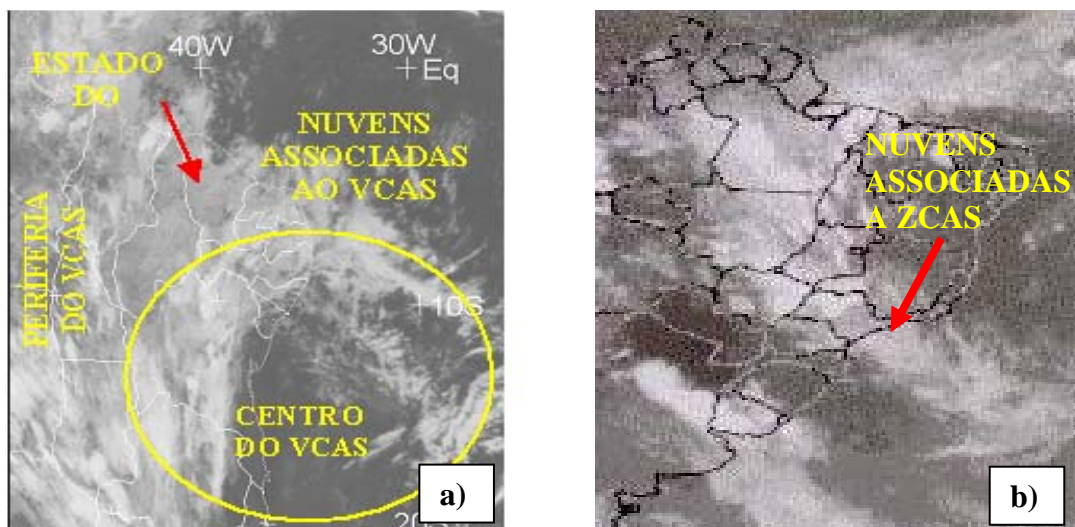 40W
30W
Eq
ESTADO
DO
NUVENS
ASSOCIADAS
AO VCAS
PERIFERIA
DO VCAS
10S
CENTRO
DO VCAS
a)
NUVENS
ASSOCIADAS
A ZCAS
b)